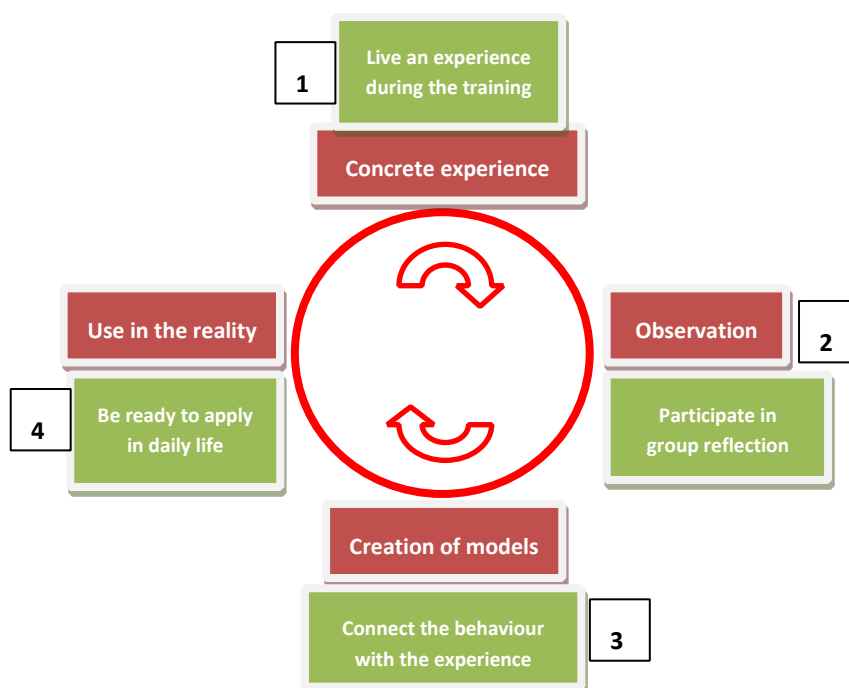 1
Live an experience
during the training
Concrete experience
Observation
2
Participate in
group reflection
Creation of models
Connect the behaviour
with the experience
3
Use in the reality
4
Be ready to apply
in daily life